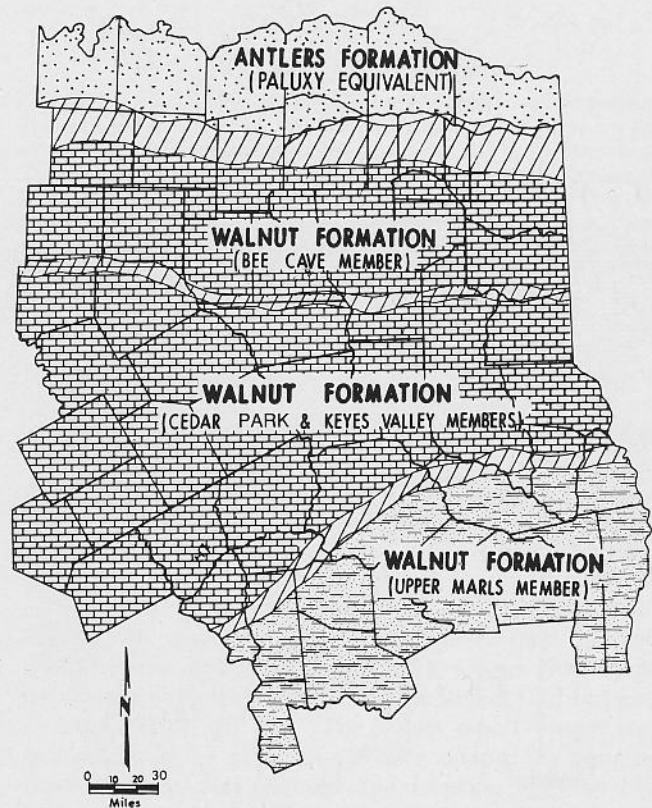 ANTLERS FORMATION
(PALUXY EQUIVALENT)
WALNUT FORMATION
(BEE CAVE MEMBER)
WALNUT FORMATION
(CEDAR PARK & KEYES VALLEY MEMBERS)
WALNUT FORMATION
(UPPER MARLS MEMBER)
N
0 10 20 30
Miles